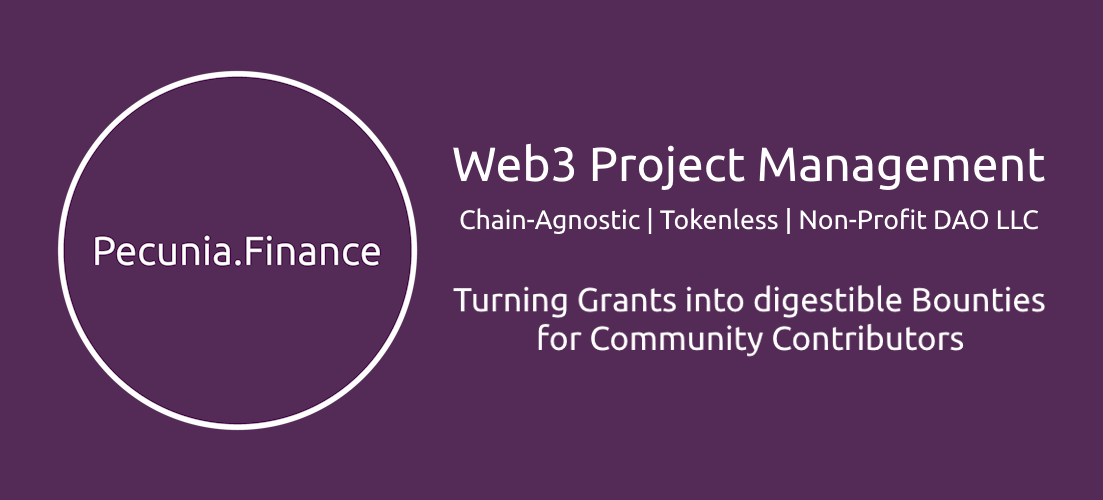 Pecunia.Finance
Web3 Project Management
Chain-Agnostic | Tokenless | Non-Profit DAO LLC
Turning Grants into digestible Bounties
for Community Contributors